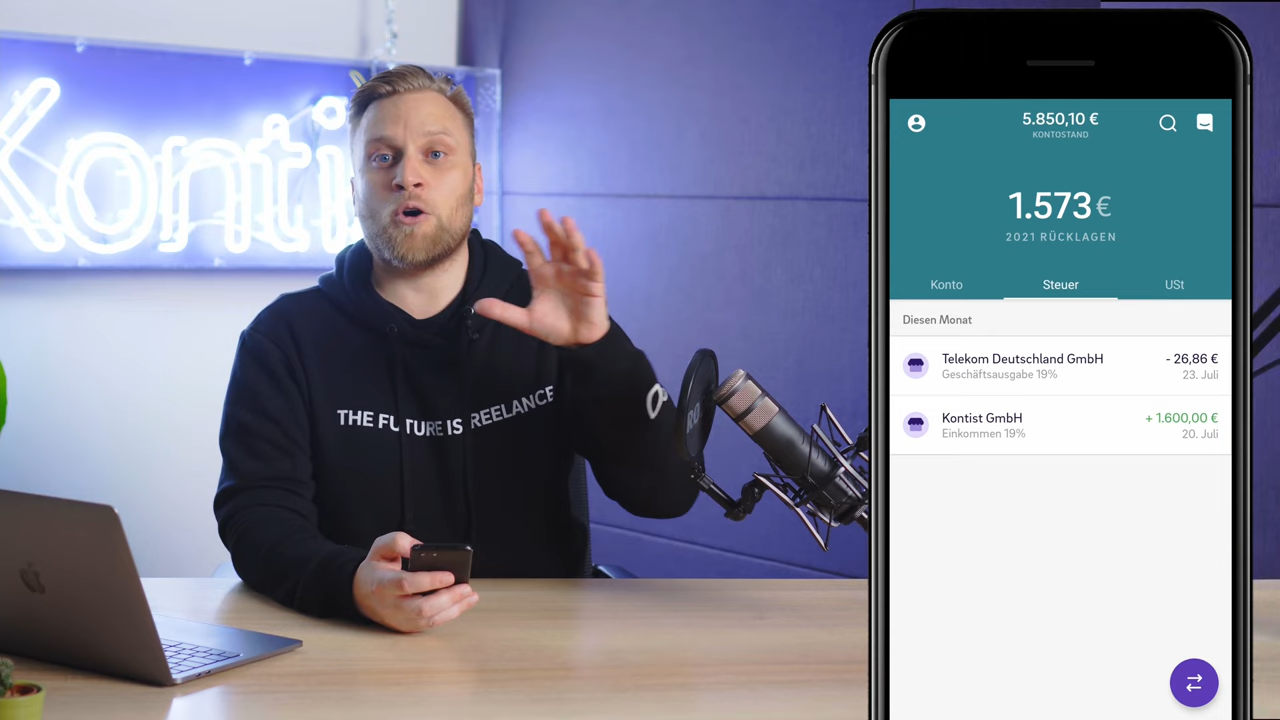 Konti
THE FUTURE IS REELANCE
5.850,10 €
KONTOSTAND
1.573 €
2021 RÜCKLAGEN
Konto Steuer USt
Diesen Monat
Telekom Deutschland GmbH - 26,86 €
Geschäftsausgabe 19% 23. Juli
Kontist GmbH + 1.600,00 €
Einkommen 19% 20. Juli